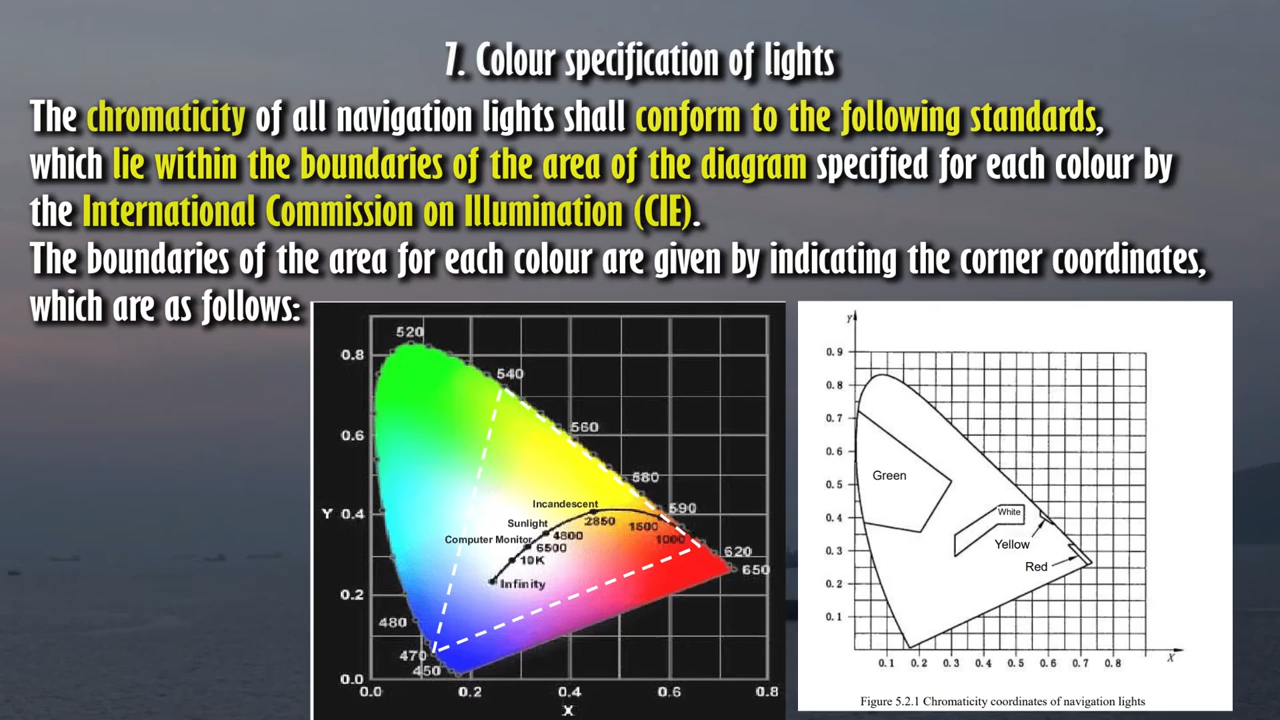 7. Colour specification of lights
The chromaticity of all navigation lights shall conform to the following standards,
which lie within the boundaries of the area of the diagram specified for each colour by
the International Commission on Illumination (CIE).
The boundaries of the area for each colour are given by indicating the corner coordinates,
which are as follows:
520
0.8
540
0.6
560
580
Incandescent
590
Y 0.4
2850
Sunlight
1500
4800
Computer Monitor
1000
6500
620
10K
650
Infinity
0.2
480
470
450
0.0
0.0 0.2 0.4 0.6 0.8
X
Y
0.9
0.8
0.7
0.6
Green
0.5
White
0.4
Yellow
0.3
Red
0.2
0.1
0.1 0.2 0.3 0.4 0.5 0.6 0.7 0.8 X
Figure 5.2.1 Chromaticity coordinates of navigation lights